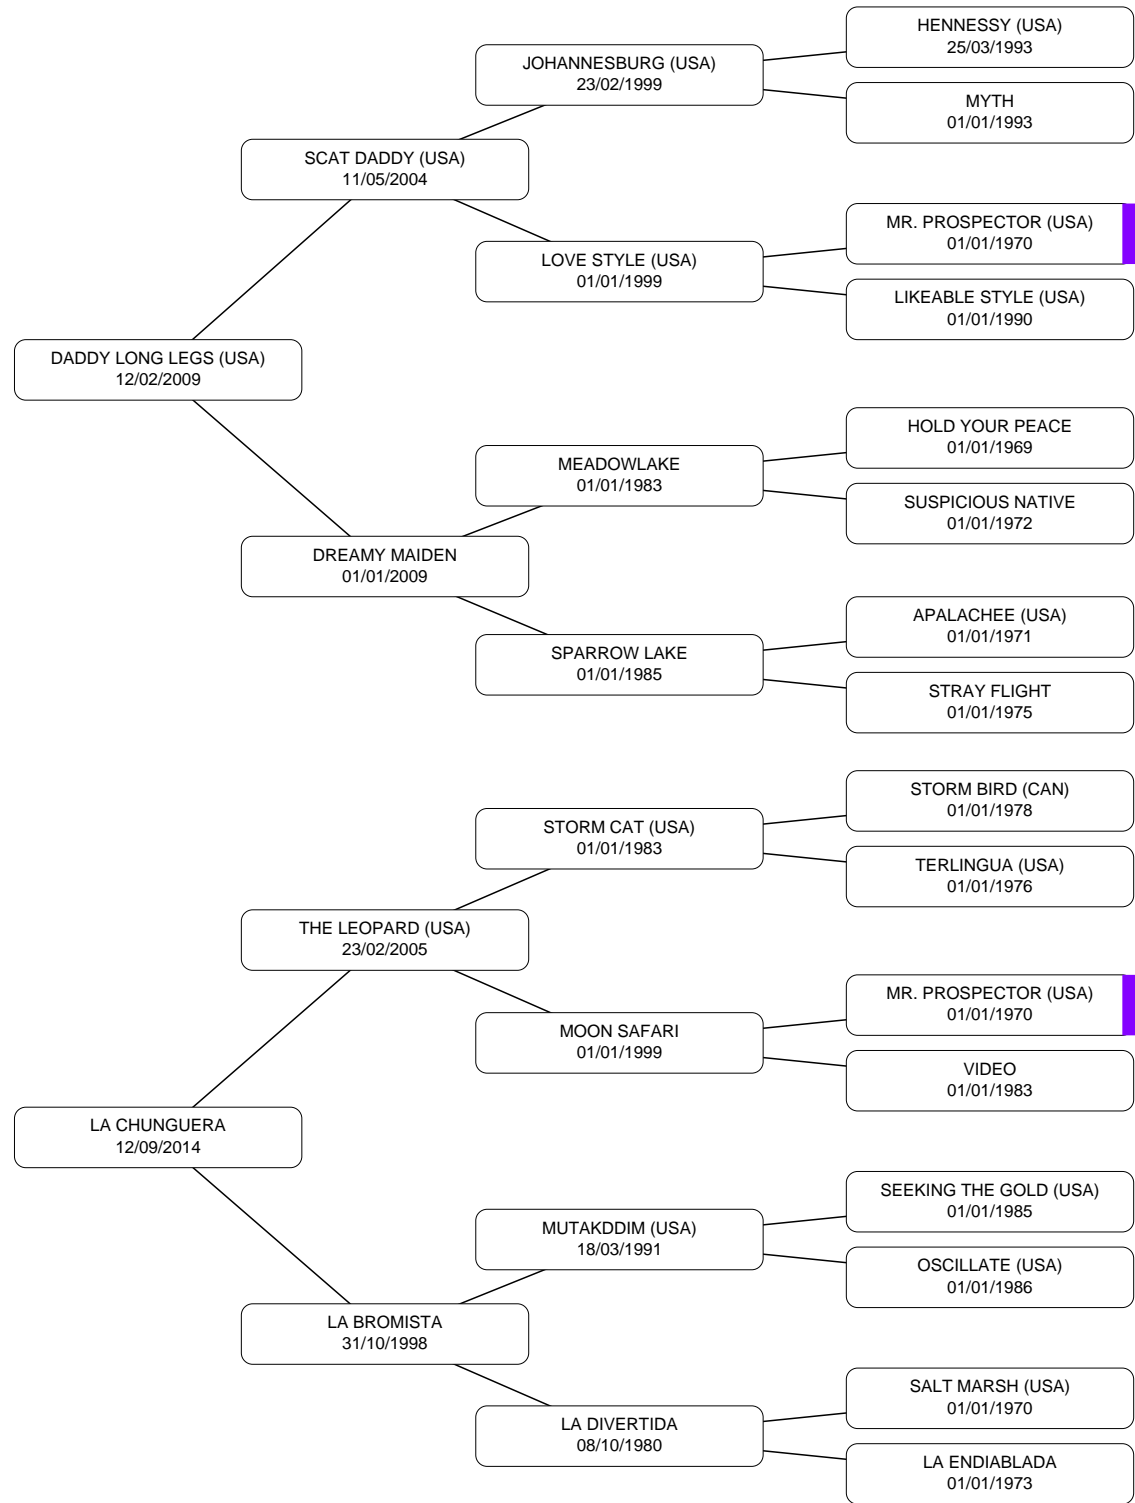 HENNESSY (USA)
25/03/1993
JOHANNESBURG (USA)
23/02/1999
MYTH
01/01/1993
SCAT DADDY (USA)
11/05/2004
MR. PROSPECTOR (USA)
01/01/1970
LOVE STYLE (USA)
01/01/1999
LIKEABLE STYLE (USA)
01/01/1990
DADDY LONG LEGS (USA)
12/02/2009
HOLD YOUR PEACE
01/01/1969
MEADOWLAKE
01/01/1983
SUSPICIOUS NATIVE
01/01/1972
DREAMY MAIDEN
01/01/2009
APALACHEE (USA)
01/01/1971
SPARROW LAKE
01/01/1985
STRAY FLIGHT
01/01/1975
STORM BIRD (CAN)
01/01/1978
STORM CAT (USA)
01/01/1983
TERLINGUA (USA)
01/01/1976
THE LEOPARD (USA)
23/02/2005
MR. PROSPECTOR (USA)
01/01/1970
MOON SAFARI
01/01/1999
VIDEO
01/01/1983
LA CHUNGUERA
12/09/2014
SEEKING THE GOLD (USA)
01/01/1985
MUTAKDDIM (USA)
18/03/1991
OSCILLATE (USA)
01/01/1986
LA BROMISTA
31/10/1998
SALT MARSH (USA)
01/01/1970
LA DIVERTIDA
08/10/1980
LA ENDIABLADA
01/01/1973